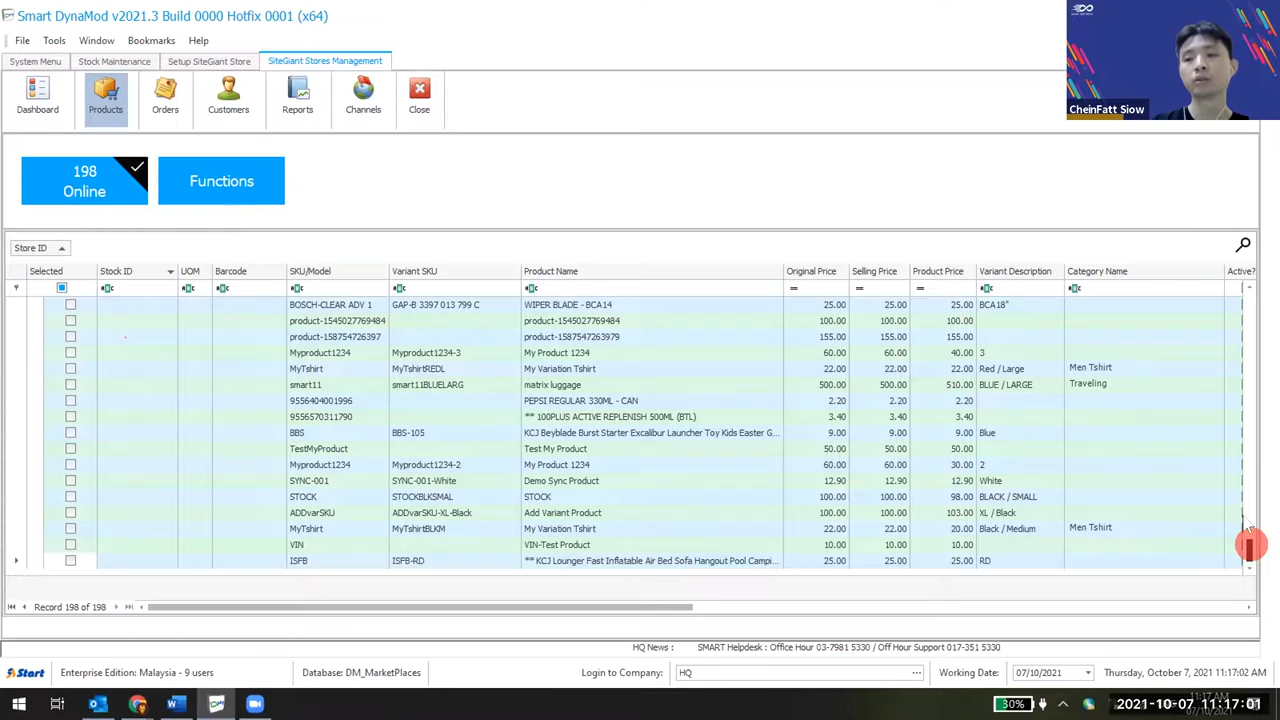 Smart DynaMod v2021.3 Build 0000 Hotfix 0001 (x64)
File Tools Window Bookmarks Help
System Menu Stock Maintenance Setup SiteGiant Store SiteGiant Stores Management
Dashboard Products Orders Customers Reports Channels Close
CheinFatt Siow
198
Online
Functions
Store ID
Selected Stock ID UOM Barcode SKU/Model Variant SKU Product Name Original Price Selling Price Product Price Variant Description Category Name Active?
BOSCH-CLEAR ADV 1 GAP-B 3397 013 799 C WIPER BLADE - BCA14 25.00 25.00 25.00 BCA18"
product-1545027769484 product-1545027769484 100.00 100.00 100.00
product-158754726397 product-1587547263979 155.00 155.00 155.00
Myproduct1234 Myproduct1234-3 My Product 1234 60.00 60.00 40.00 3
MyTshirt MyTshirtREDL My Variation Tshirt 22.00 22.00 22.00 Red / Large Men Tshirt
smart11 smart11BLUELARG matrix luggage 500.00 500.00 510.00 BLUE / LARGE Traveling
9556404001996 PEPSI REGULAR 330ML - CAN 2.20 2.20 2.20
9556570311790 ** 100PLUS ACTIVE REPLENISH 500ML (BTL) 3.40 3.40 3.40
BBS BBS-105 KCJ Beyblade Burst Starter Excalibur Launcher Toy Kids Easter G... 9.00 9.00 9.00 Blue
TestMyProduct Test My Product 50.00 50.00 50.00
Myproduct1234 Myproduct1234-2 My Product 1234 60.00 60.00 30.00 2
SYNC-001 SYNC-001-White Demo Sync Product 12.90 12.90 12.90 White
STOCK STOCKBLKSMAL STOCK 100.00 100.00 98.00 BLACK / SMALL
ADDvarSKU ADDvarSKU-XL-Black Add Variant Product 100.00 100.00 103.00 XL / Black
MyTshirt MyTshirtBLKM My Variation Tshirt 22.00 22.00 20.00 Black / Medium Men Tshirt
VIN VIN-Test Product 10.00 10.00 10.00
ISFB ISFB-RD ** KCJ Lounger Fast Inflatable Air Bed Sofa Hangout Pool Campi... 25.00 25.00 25.00 RD
Record 198 of 198
HQ News : SMART Helpdesk : Office Hour 03-7981 5330 / Off Hour Support 017-351 5330
Start Enterprise Edition: Malaysia - 9 users Database: DM_MarketPlaces Login to Company: HQ ... Working Date: 07/10/2021 Thursday, October 7, 2021 11:17:02 AM
30% 2021-10-07 11:17:01